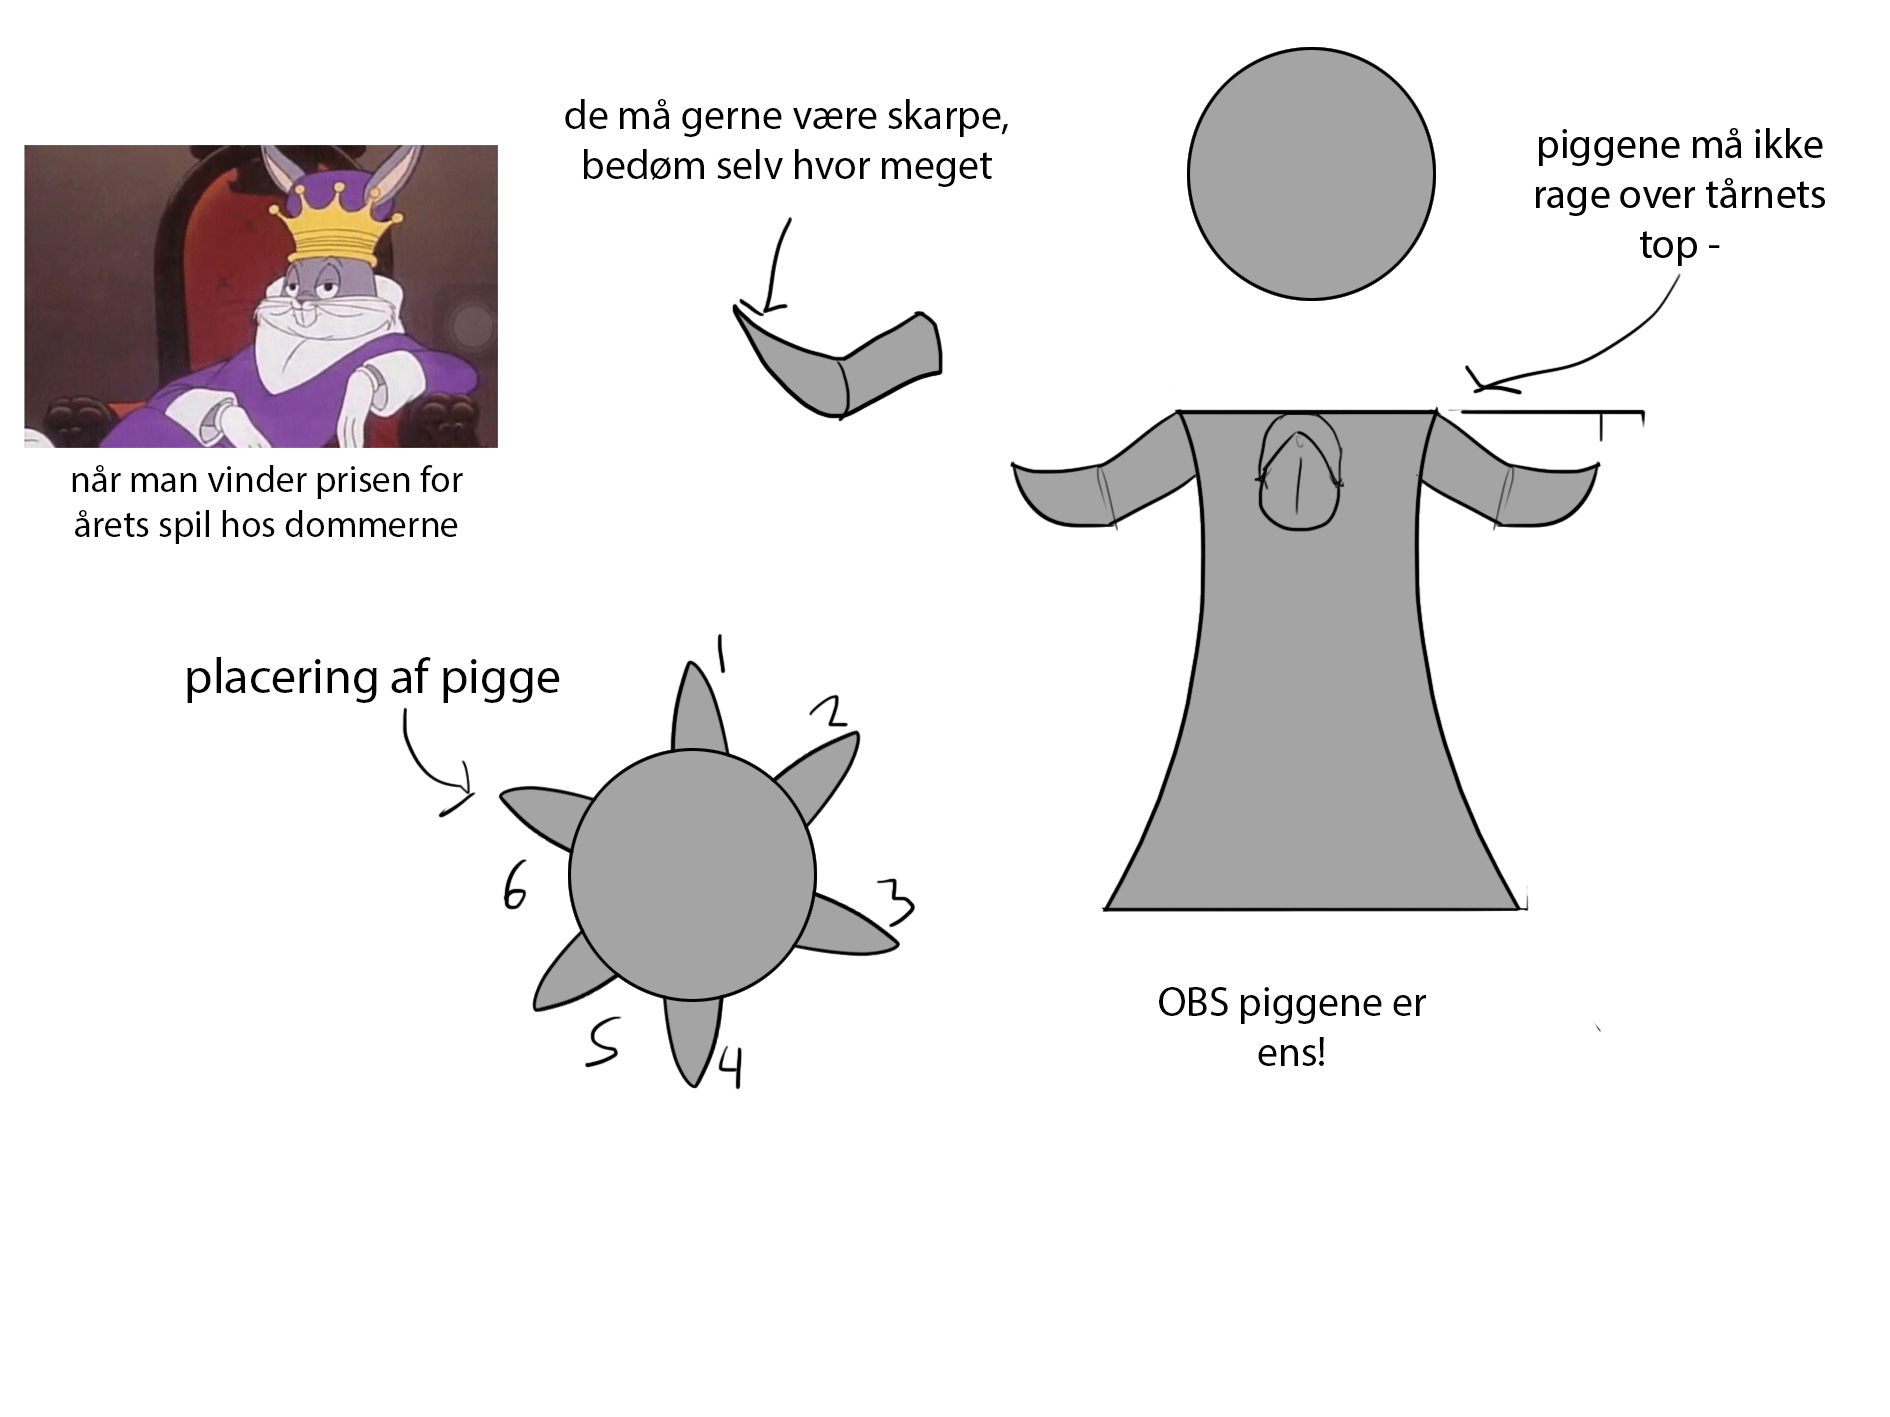 de må gerne være skarpe,
bedøm selv hvor meget
piggene må ikke
rage over tårnets
top -
når man vinder prisen for
årets spil hos dommerne
placering af pigge
1
2
3
4
5
6
OBS piggene er
ens!